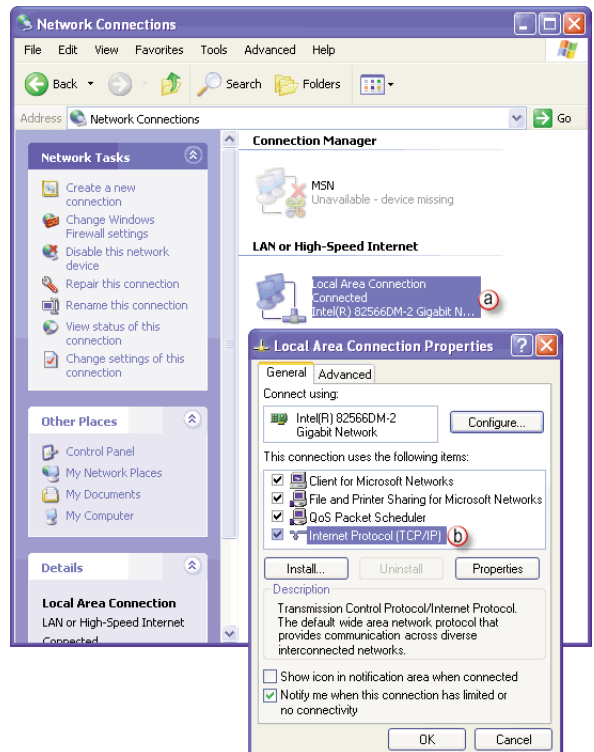 Network Connections
File Edit View Favorites Tools Advanced Help
Back Search Folders
Address Network Connections Go
Network Tasks
Create a new
connection
Change Windows
Firewall settings
Disable this network
device
Repair this connection
Rename this connection
View status of this
connection
Change settings of this
connection
Other Places
Control Panel
My Network Places
My Documents
My Computer
Details
Local Area Connection
LAN or High-Speed Internet
Connected
Connection Manager
MSN
Unavailable - device missing
LAN or High-Speed Internet
Local Area Connection
Connected
Intel(R) 82566DM-2 Gigabit N...
a
Local Area Connection Properties
General Advanced
Connect using:
Intel(R) 82566DM-2
Gigabit Network
Configure...
This connection uses the following items:
Client for Microsoft Networks
File and Printer Sharing for Microsoft Networks
QoS Packet Scheduler
Internet Protocol (TCP/IP) b
Install... Uninstall Properties
Description
Transmission Control Protocol/Internet Protocol.
The default wide area network protocol that
provides communication across diverse
interconnected networks.
Show icon in notification area when connected
Notify me when this connection has limited or
no connectivity
OK Cancel